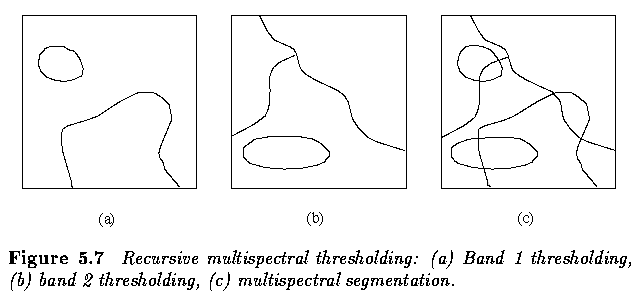 (a)
(b)
(c)
Figure 5.7 Recursive multispectral thresholding: (a) Band 1 thresholding,
(b) band 2 thresholding, (c) multispectral segmentation.